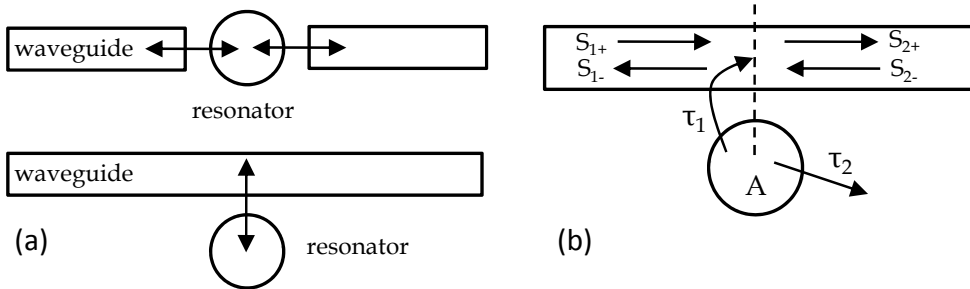 waveguide
resonator
waveguide
resonator
(a)
S1+
S2+
S1-
S2-
τ1
τ2
A
(b)